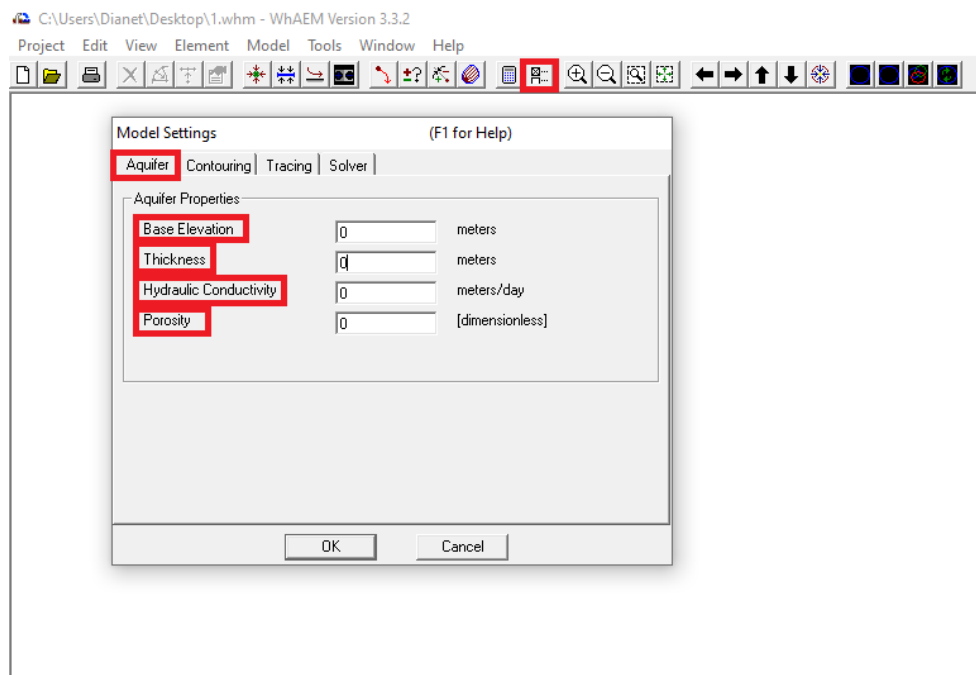 C:\Users\Dianet\Desktop\1.whm - WhAEM Version 3.3.2
Project Edit View Element Model Tools Window Help
Model Settings (F1 for Help)
Aquifer Contouring Tracing Solver
Aquifer Properties
Base Elevation 0 meters
Thickness 0 meters
Hydraulic Conductivity 0 meters/day
Porosity 0 [dimensionless]
OK Cancel